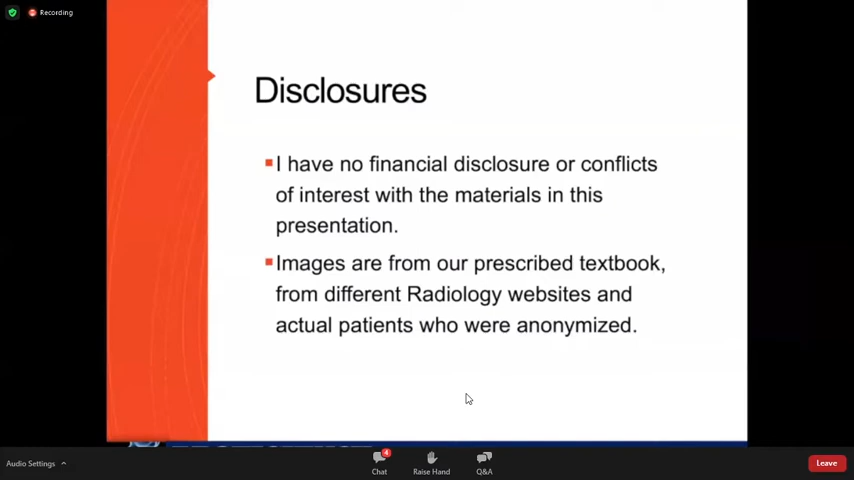 Recording
Disclosures
I have no financial disclosure or conflicts
of interest with the materials in this
presentation.
Images are from our prescribed textbook,
from different Radiology websites and
actual patients who were anonymized.
Audio Settings
4
Chat
Raise Hand
Q&A
Leave